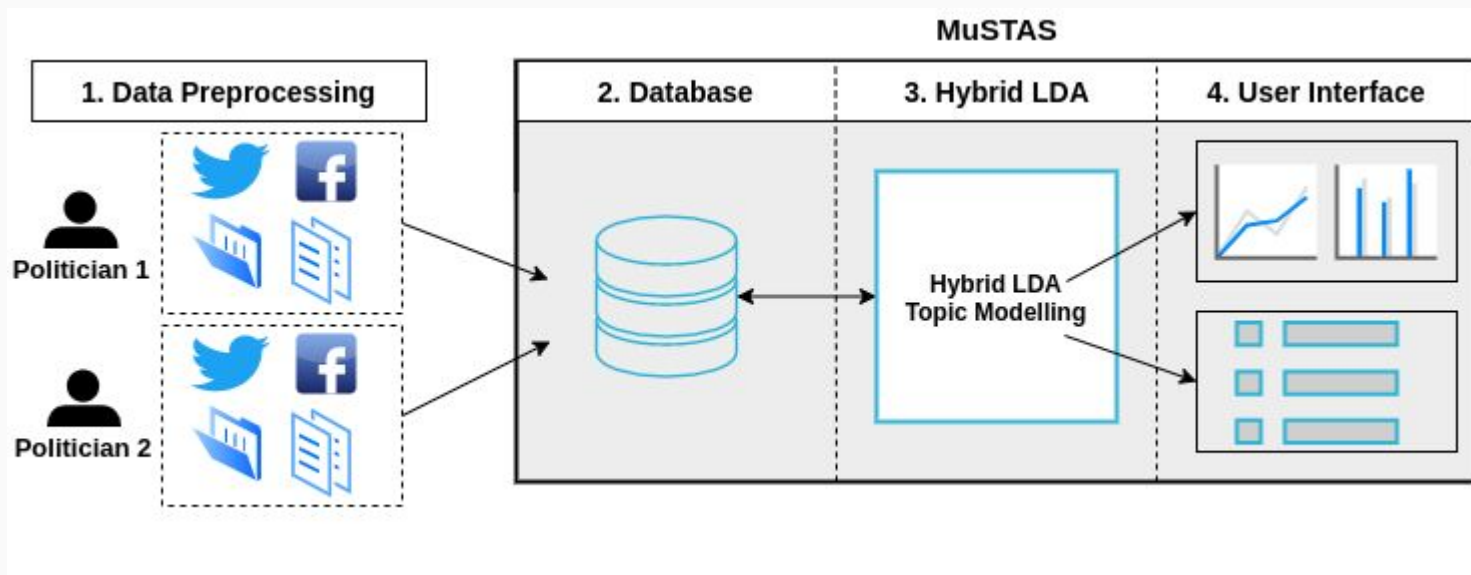 MuSTAS
1. Data Preprocessing
2. Database
3. Hybrid LDA
4. User Interface
Politician 1
Politician 2
Hybrid LDA
Topic Modelling